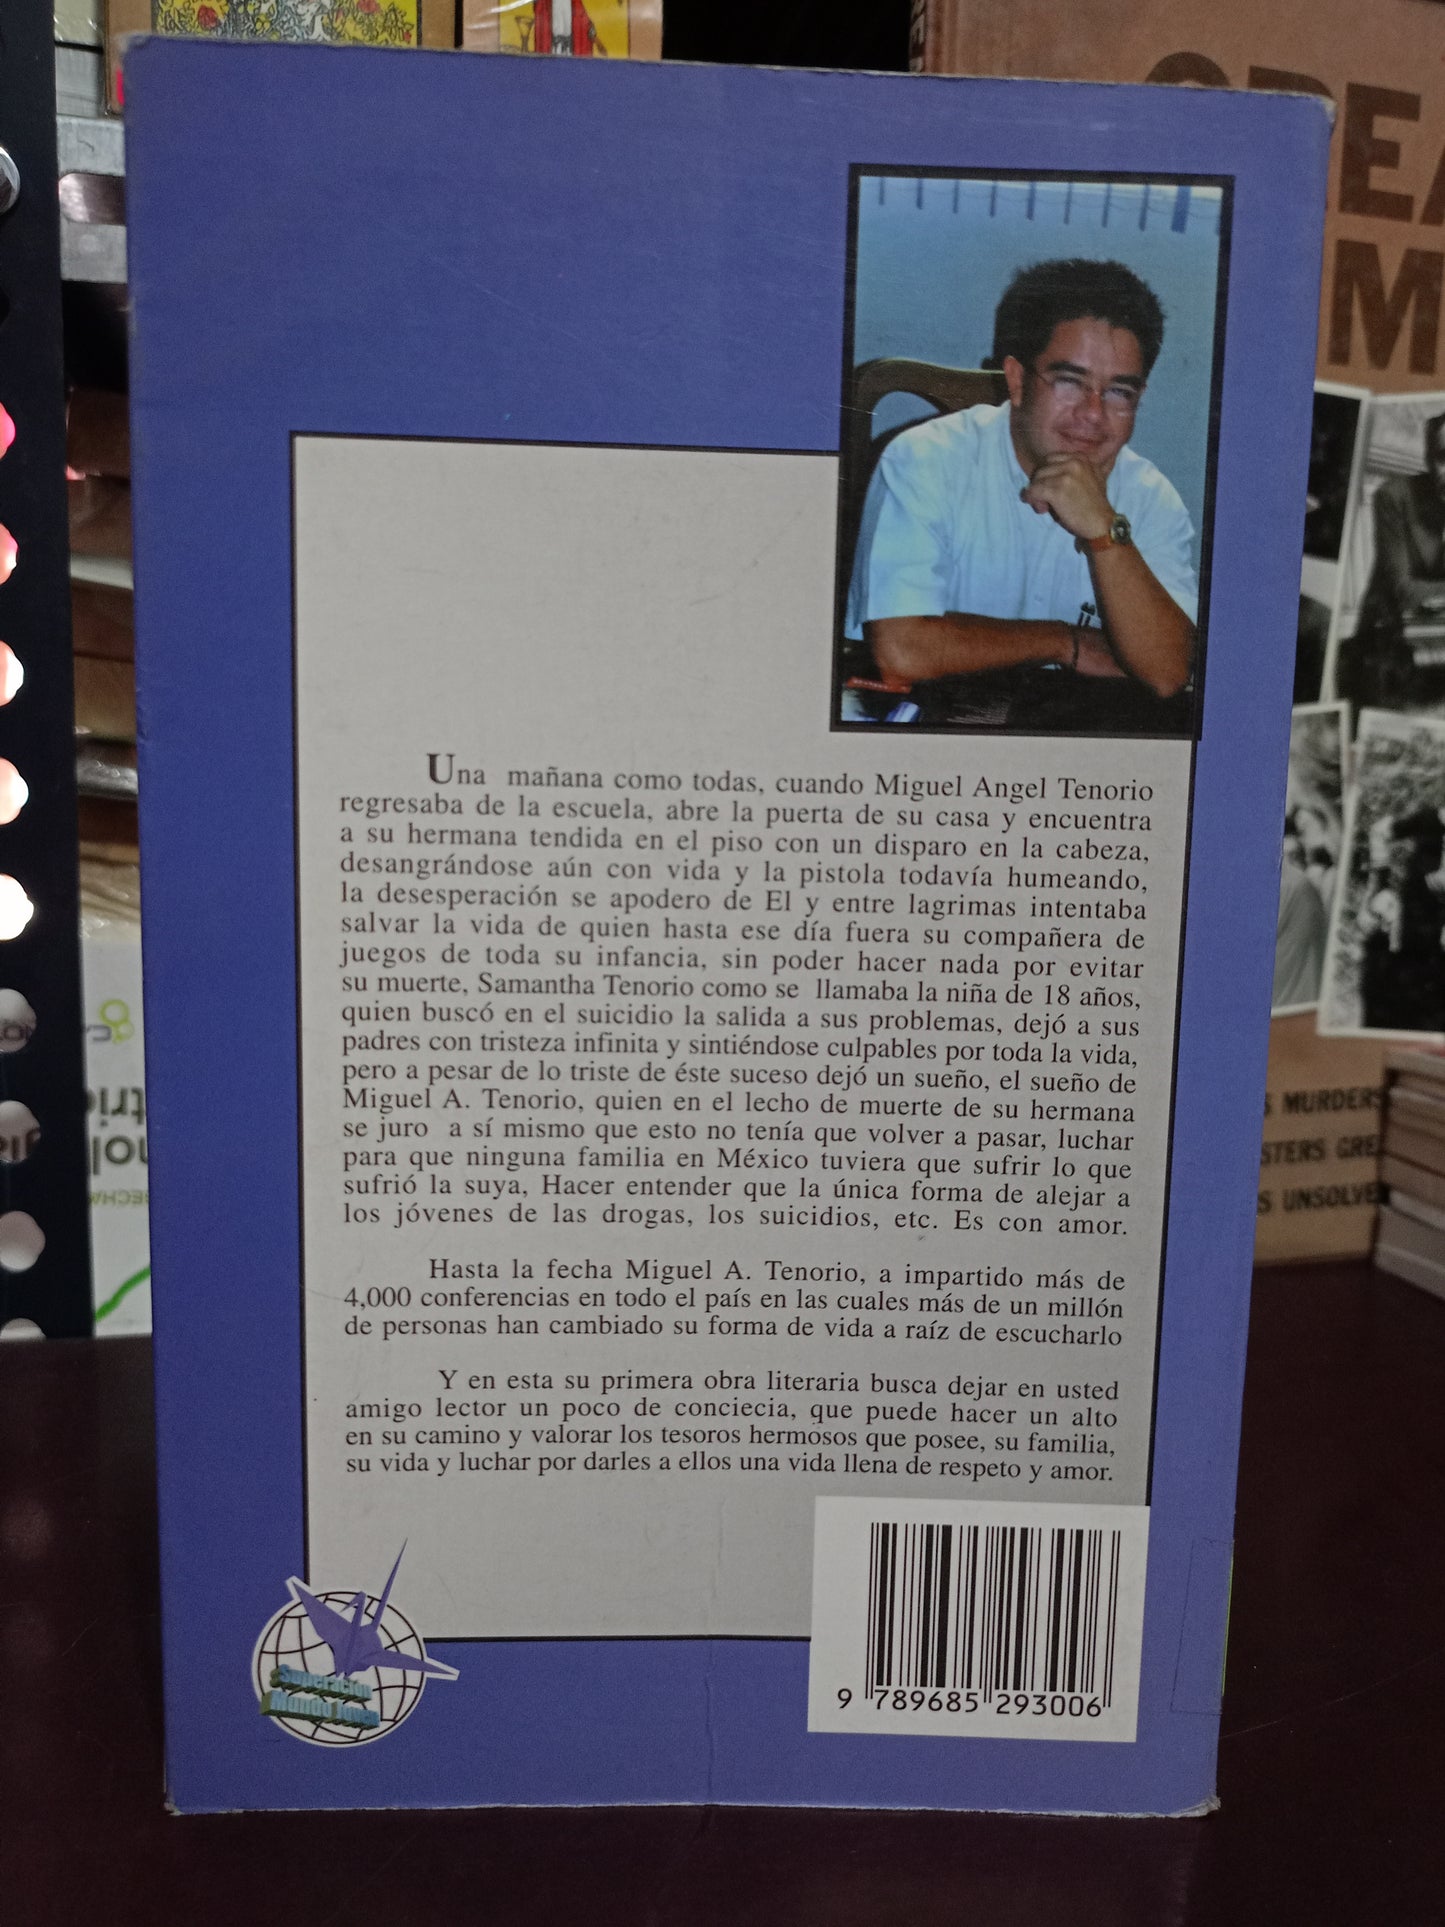 Una mañana como todas, cuando Miguel Angel Tenorio
regresaba de la escuela, abre la puerta de su casa y encuentra
a su hermana tendida en el piso con un disparo en la cabeza,
desangrándose aún con vida y la pistola todavía humeando,
la desesperación se apodero de El y entre lagrimas intentaba
salvar la vida de quien hasta ese día fuera su compañera de
juegos de toda su infancia, sin poder hacer nada por evitar
su muerte, Samantha Tenorio como se llamaba la niña de 18 años,
quien buscó en el suicidio la salida a sus problemas, dejó a sus
padres con tristeza infinita y sintiéndose culpables por toda la vida,
pero a pesar de lo triste de éste suceso dejó un sueño, el sueño de
Miguel A. Tenorio, quien en el lecho de muerte de su hermana
se juro a sí mismo que esto no tenía que volver a pasar, luchar
para que ninguna familia en México tuviera que sufrir lo que
sufrió la suya, Hacer entender que la única forma de alejar a
los jóvenes de las drogas, los suicidios, etc. Es con amor.
Hasta la fecha Miguel A. Tenorio, a impartido más de
4,000 conferencias en todo el país en las cuales más de un millón
de personas han cambiado su forma de vida a raíz de escucharlo
Y en esta su primera obra literaria busca dejar en usted
amigo lector un poco de conciecia, que puede hacer un alto
en su camino y valorar los tesoros hermosos que posee, su familia,
su vida y luchar por darles a ellos una vida llena de respeto y amor.
Superación
Mundo Joven
9 789685 293006
MURDERS
STERS GRE
UNSOLVE